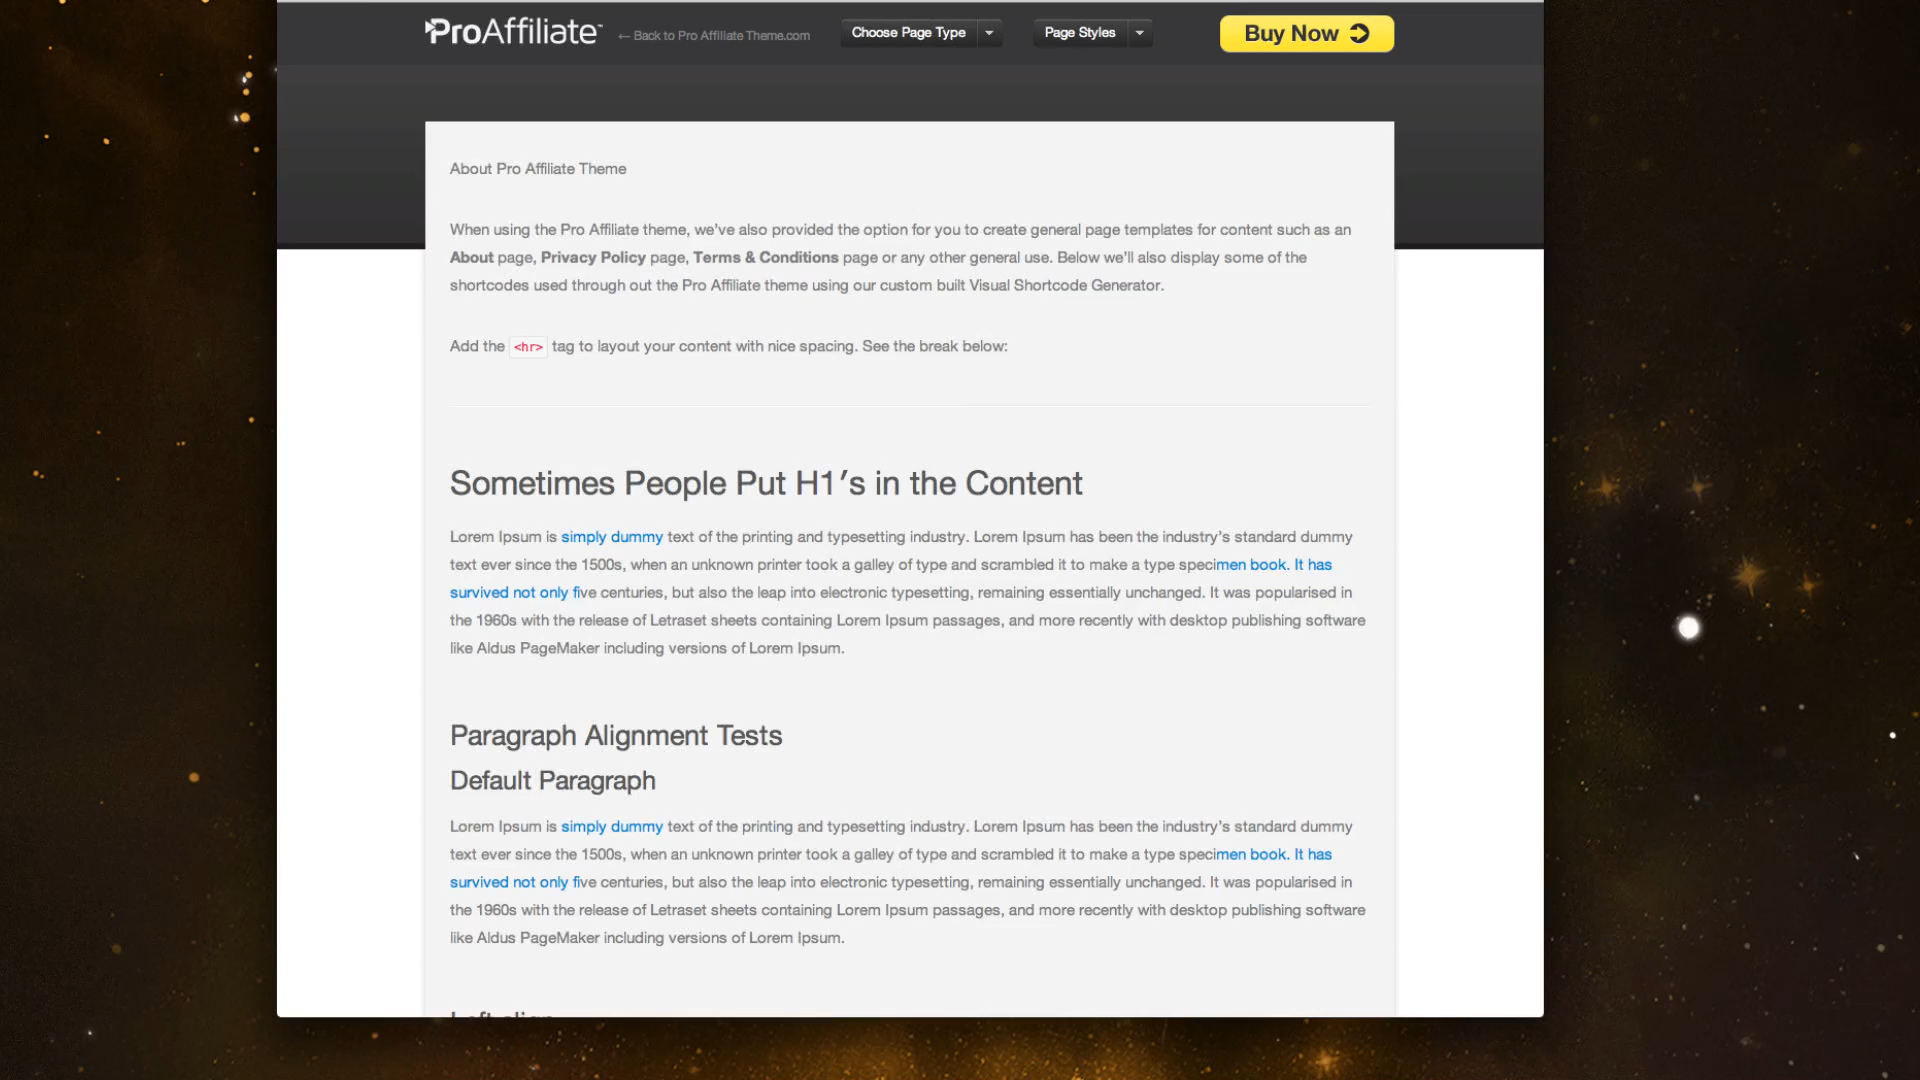 ProAffiliate™
← Back to Pro Affiliate Theme.com
Choose Page Type
Page Styles
Buy Now
About Pro Affiliate Theme
When using the Pro Affiliate theme, we've also provided the option for you to create general page templates for content such as an
About page, Privacy Policy page, Terms & Conditions page or any other general use. Below we'll also display some of the
shortcodes used through out the Pro Affiliate theme using our custom built Visual Shortcode Generator.
Add the <hr> tag to layout your content with nice spacing. See the break below:
Sometimes People Put H1′s in the Content
Lorem Ipsum is simply dummy text of the printing and typesetting industry. Lorem Ipsum has been the industry's standard dummy
text ever since the 1500s, when an unknown printer took a galley of type and scrambled it to make a type specimen book. It has
survived not only five centuries, but also the leap into electronic typesetting, remaining essentially unchanged. It was popularised in
the 1960s with the release of Letraset sheets containing Lorem Ipsum passages, and more recently with desktop publishing software
like Aldus PageMaker including versions of Lorem Ipsum.
Paragraph Alignment Tests
Default Paragraph
Lorem Ipsum is simply dummy text of the printing and typesetting industry. Lorem Ipsum has been the industry's standard dummy
text ever since the 1500s, when an unknown printer took a galley of type and scrambled it to make a type specimen book. It has
survived not only five centuries, but also the leap into electronic typesetting, remaining essentially unchanged. It was popularised in
the 1960s with the release of Letraset sheets containing Lorem Ipsum passages, and more recently with desktop publishing software
like Aldus PageMaker including versions of Lorem Ipsum.
Left align